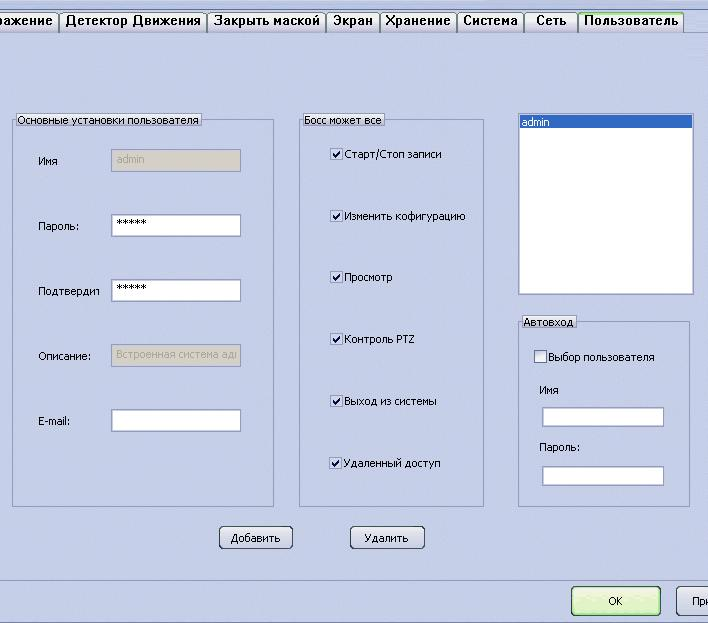 ражение Детектор Движения Закрыть маской Экран Хранение Система Сеть Пользователь
Основные установки пользователя
Имя admin
Пароль: *****
Подтвердит *****
Описание: Встроенная система адм
E-mail:
Босс может все
Старт/Стоп записи
Изменить кофигурацию
Просмотр
Контроль PTZ
Выход из системы
Удаленный доступ
admin
Автовход
Выбор пользователя
Имя
Пароль:
Добавить Удалить
OK При